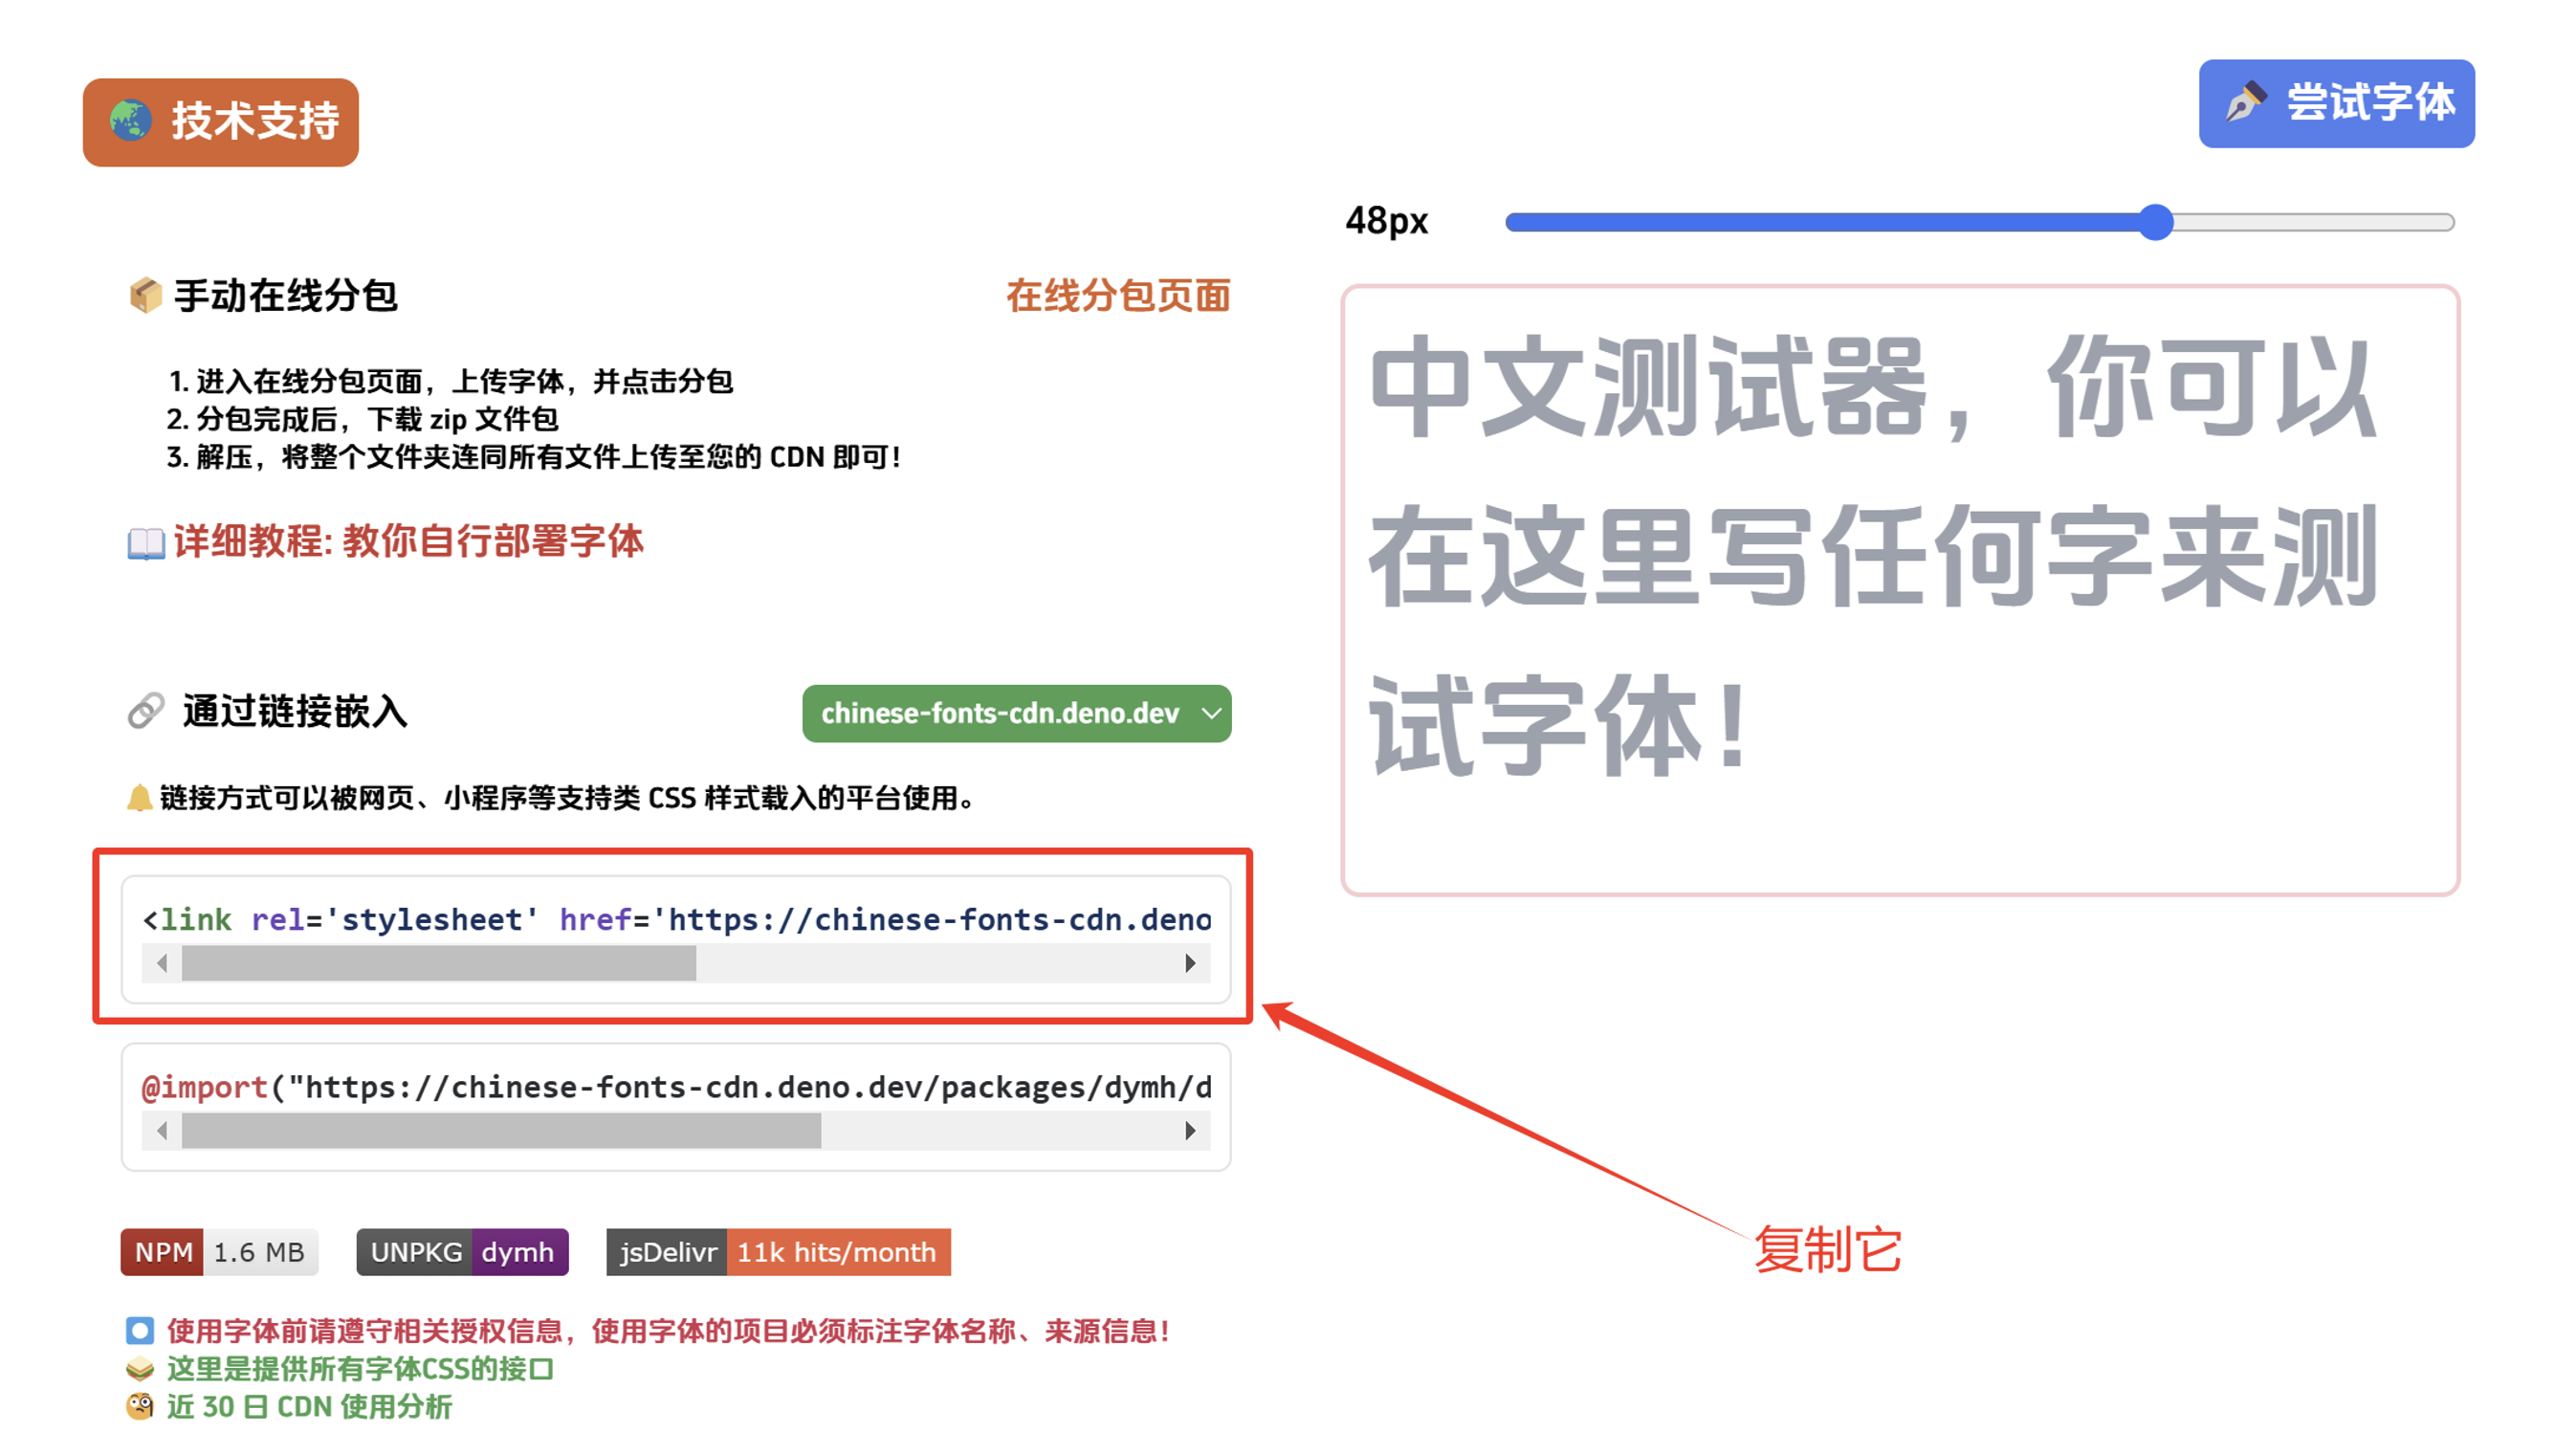 技术支持
尝试字体
48px
手动在线分包
在线分包页面
1. 进入在线分包页面，上传字体，并点击分包
2. 分包完成后，下载 zip 文件包
3. 解压，将整个文件夹连同所有文件上传至您的 CDN 即可！
详细教程: 教你自行部署字体
中文测试器，你可以
在这里写任何字来测
试字体！
通过链接嵌入
chinese-fonts-cdn.deno.dev
链接方式可以被网页、小程序等支持类 CSS 样式载入的平台使用。
<link rel='stylesheet' href='https://chinese-fonts-cdn.deno
@import("https://chinese-fonts-cdn.deno.dev/packages/dymh/d
复制它
NPM 1.6 MB
UNPKG dymh
jsDelivr 11k hits/month
使用字体前请遵守相关授权信息，使用字体的项目必须标注字体名称、来源信息！
这里是提供所有字体CSS的接口
近 30 日 CDN 使用分析